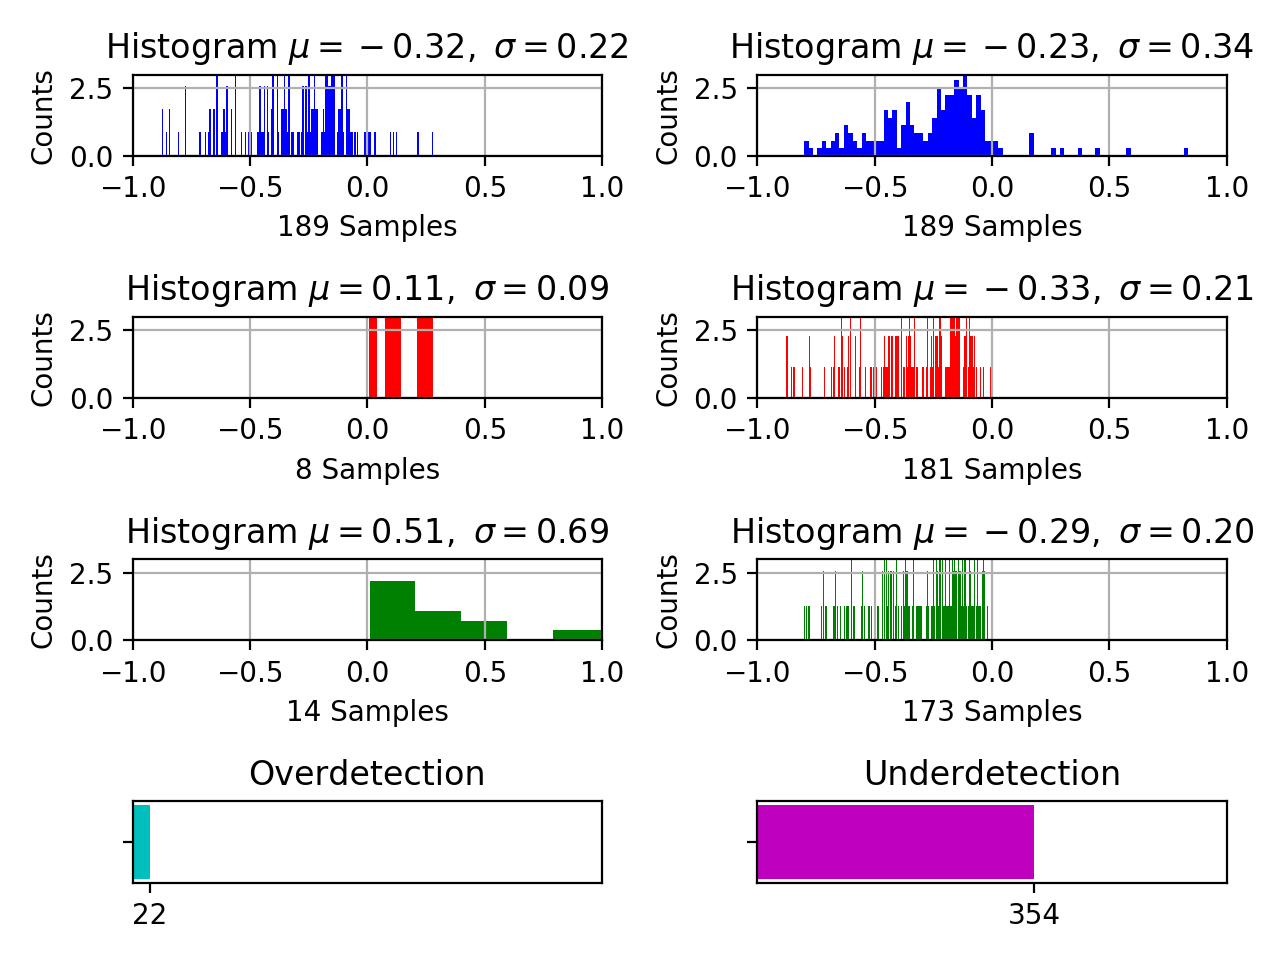 Histogram μ = −0.32, σ = 0.22
Counts
2.5
0.0
−1.0 −0.5 0.0 0.5 1.0
189 Samples
Histogram μ = −0.23, σ = 0.34
Counts
2.5
0.0
−1.0 −0.5 0.0 0.5 1.0
189 Samples
Histogram μ = 0.11, σ = 0.09
Counts
2.5
0.0
−1.0 −0.5 0.0 0.5 1.0
8 Samples
Histogram μ = −0.33, σ = 0.21
Counts
2.5
0.0
−1.0 −0.5 0.0 0.5 1.0
181 Samples
Histogram μ = 0.51, σ = 0.69
Counts
2.5
0.0
−1.0 −0.5 0.0 0.5 1.0
14 Samples
Histogram μ = −0.29, σ = 0.20
Counts
2.5
0.0
−1.0 −0.5 0.0 0.5 1.0
173 Samples
Overdetection
22
Underdetection
354